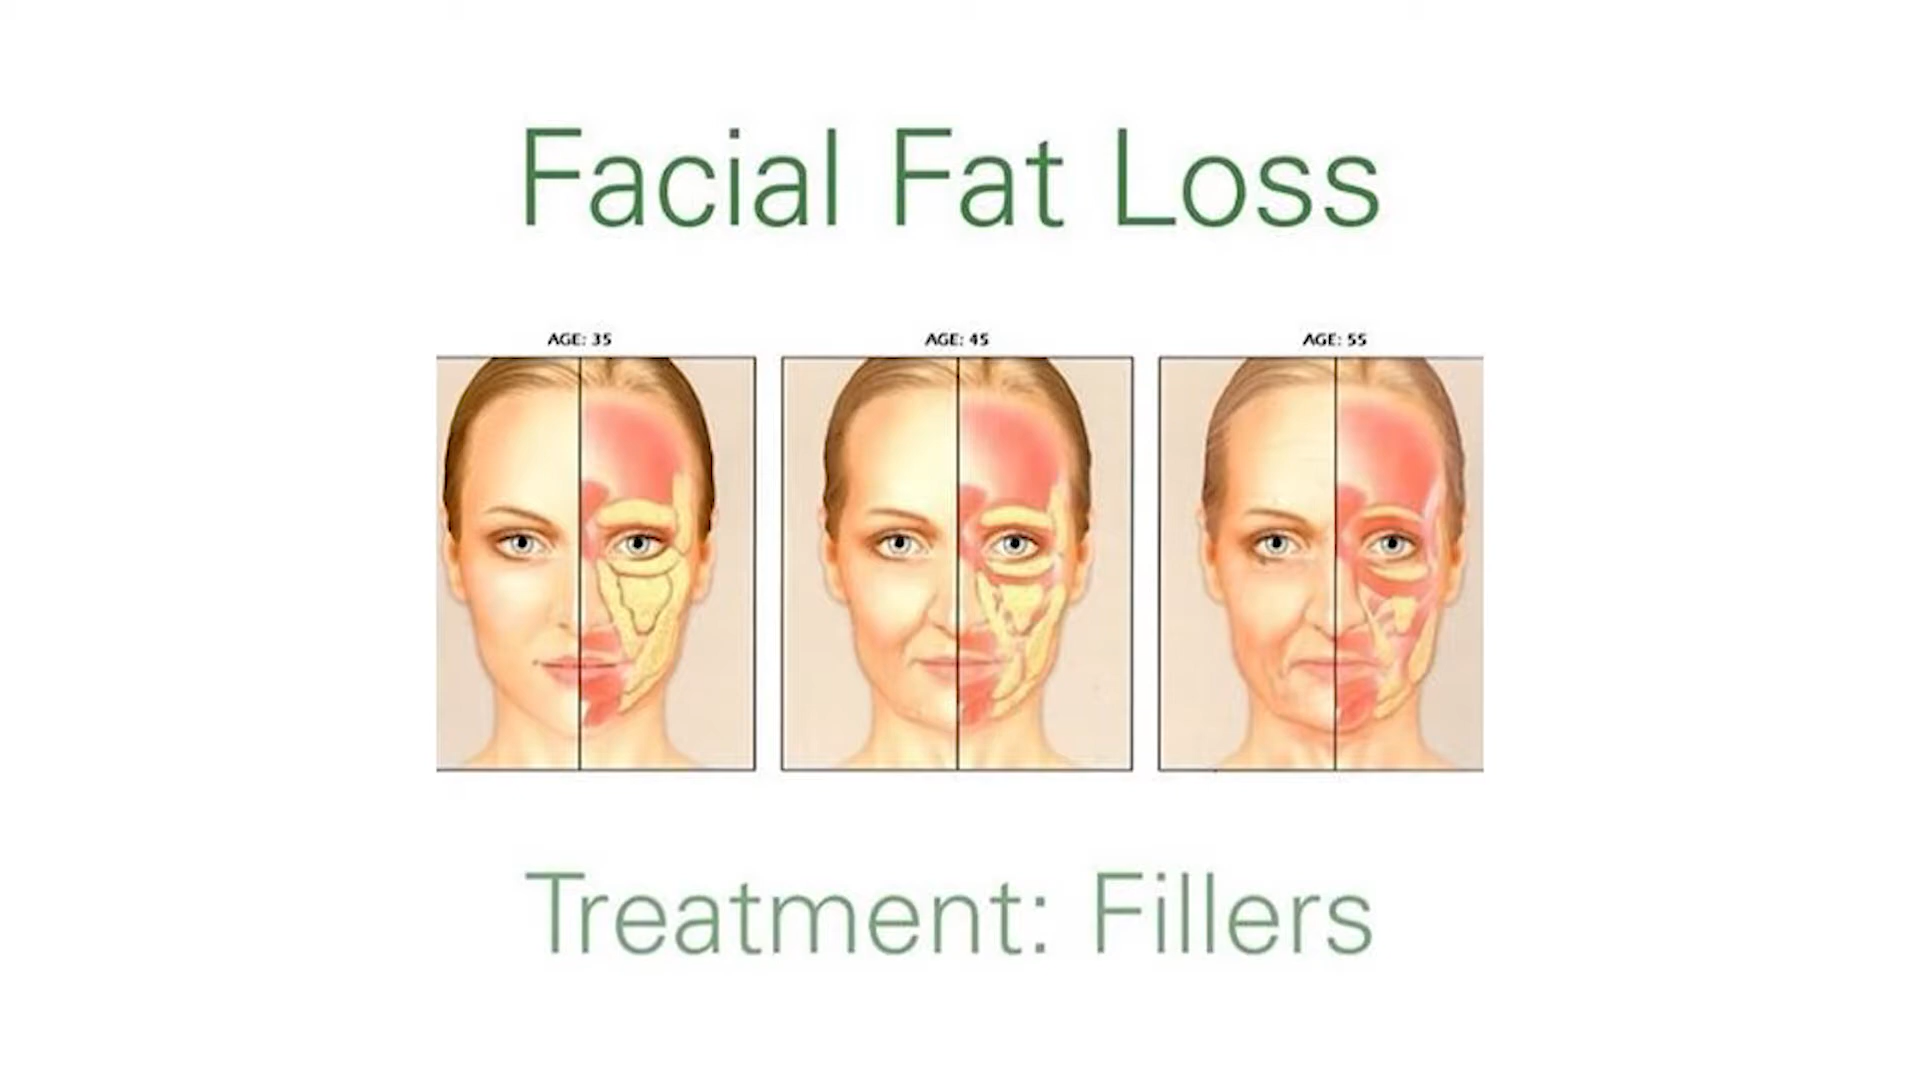 Facial Fat Loss
AGE: 35
AGE: 45
AGE: 55
Treatment: Fillers